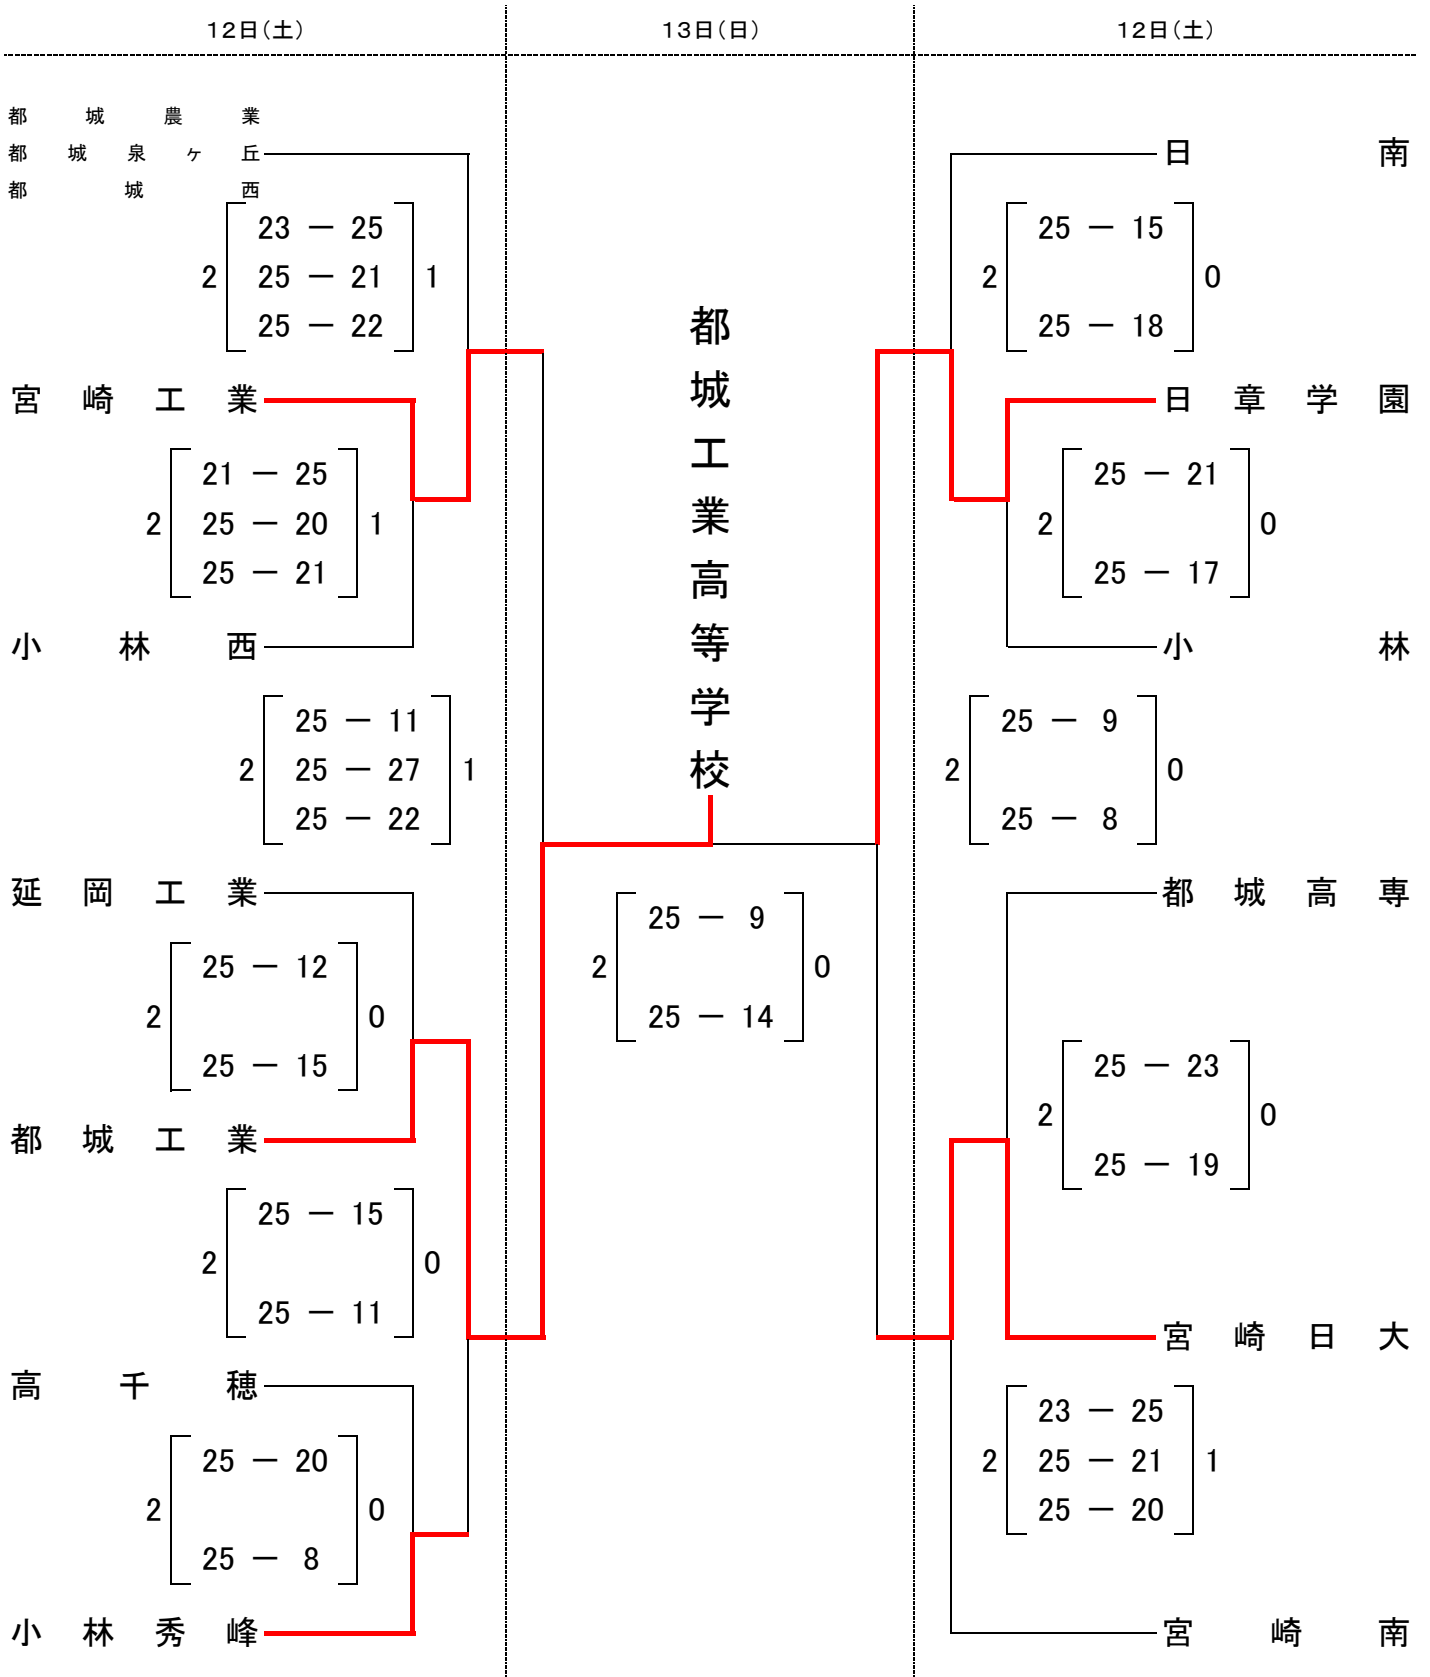 12日(土)
13日(日)
12日(土)
都城農業
都城泉ヶ丘
都城西
23 － 25
2 25 － 21 1
25 － 22
宮崎工業
21 － 25
2 25 － 20 1
25 － 21
小林西
25 － 11
2 25 － 27 1
25 － 22
延岡工業
25 － 12
2 0
25 － 15
都城工業
25 － 15
2 0
25 － 11
高千穂
25 － 20
2 0
25 － 8
小林秀峰
都城工業高等学校
25 － 9
2 0
25 － 14
日南
25 － 15
2 0
25 － 18
日章学園
25 － 21
2 0
25 － 17
小林
25 － 9
2 0
25 － 8
都城高専
25 － 23
2 0
25 － 19
宮崎日大
23 － 25
2 25 － 21 1
25 － 20
宮崎南